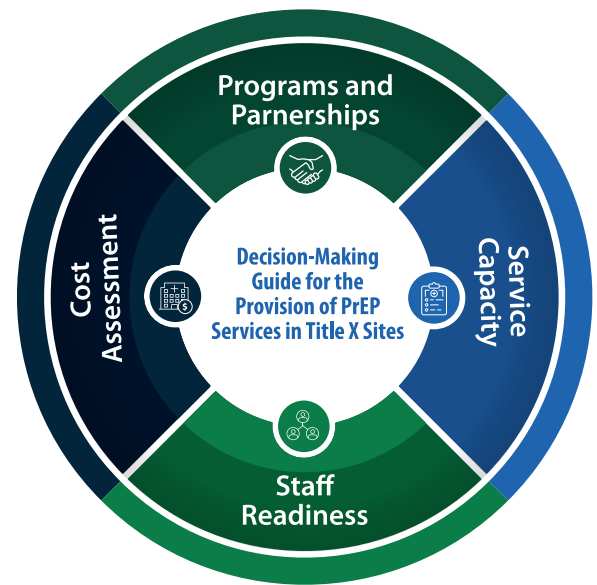 Programs and
Parnerships
Service
Capacity
Decision-Making
Guide for the
Provision of PrEP
Services in Title X Sites
Cost
Assessment
Staff
Readiness
$